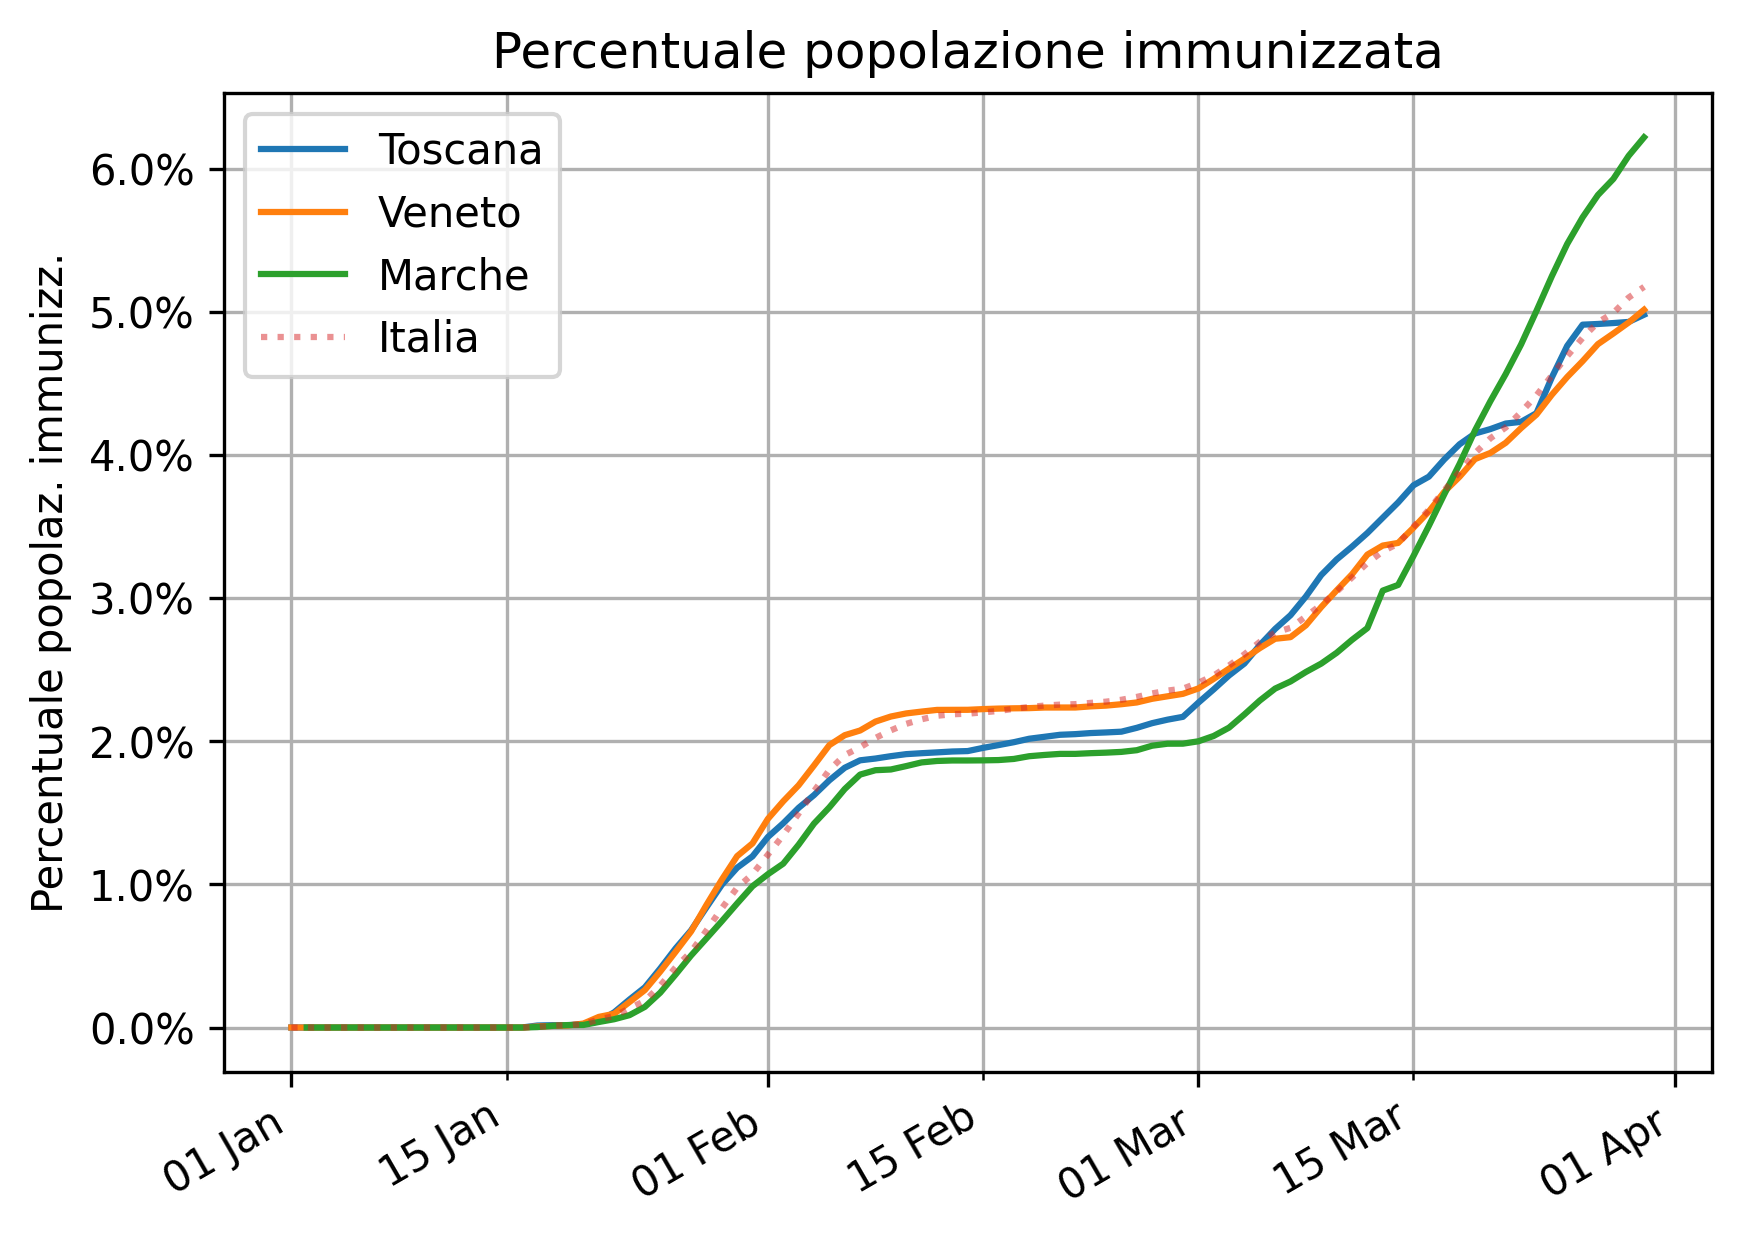 Percentuale popolazione immunizzata
Toscana
Veneto
Marche
Italia
Percentuale popolaz. immunizz.
6.0%
5.0%
4.0%
3.0%
2.0%
1.0%
0.0%
01 Jan
15 Jan
01 Feb
15 Feb
01 Mar
15 Mar
01 Apr